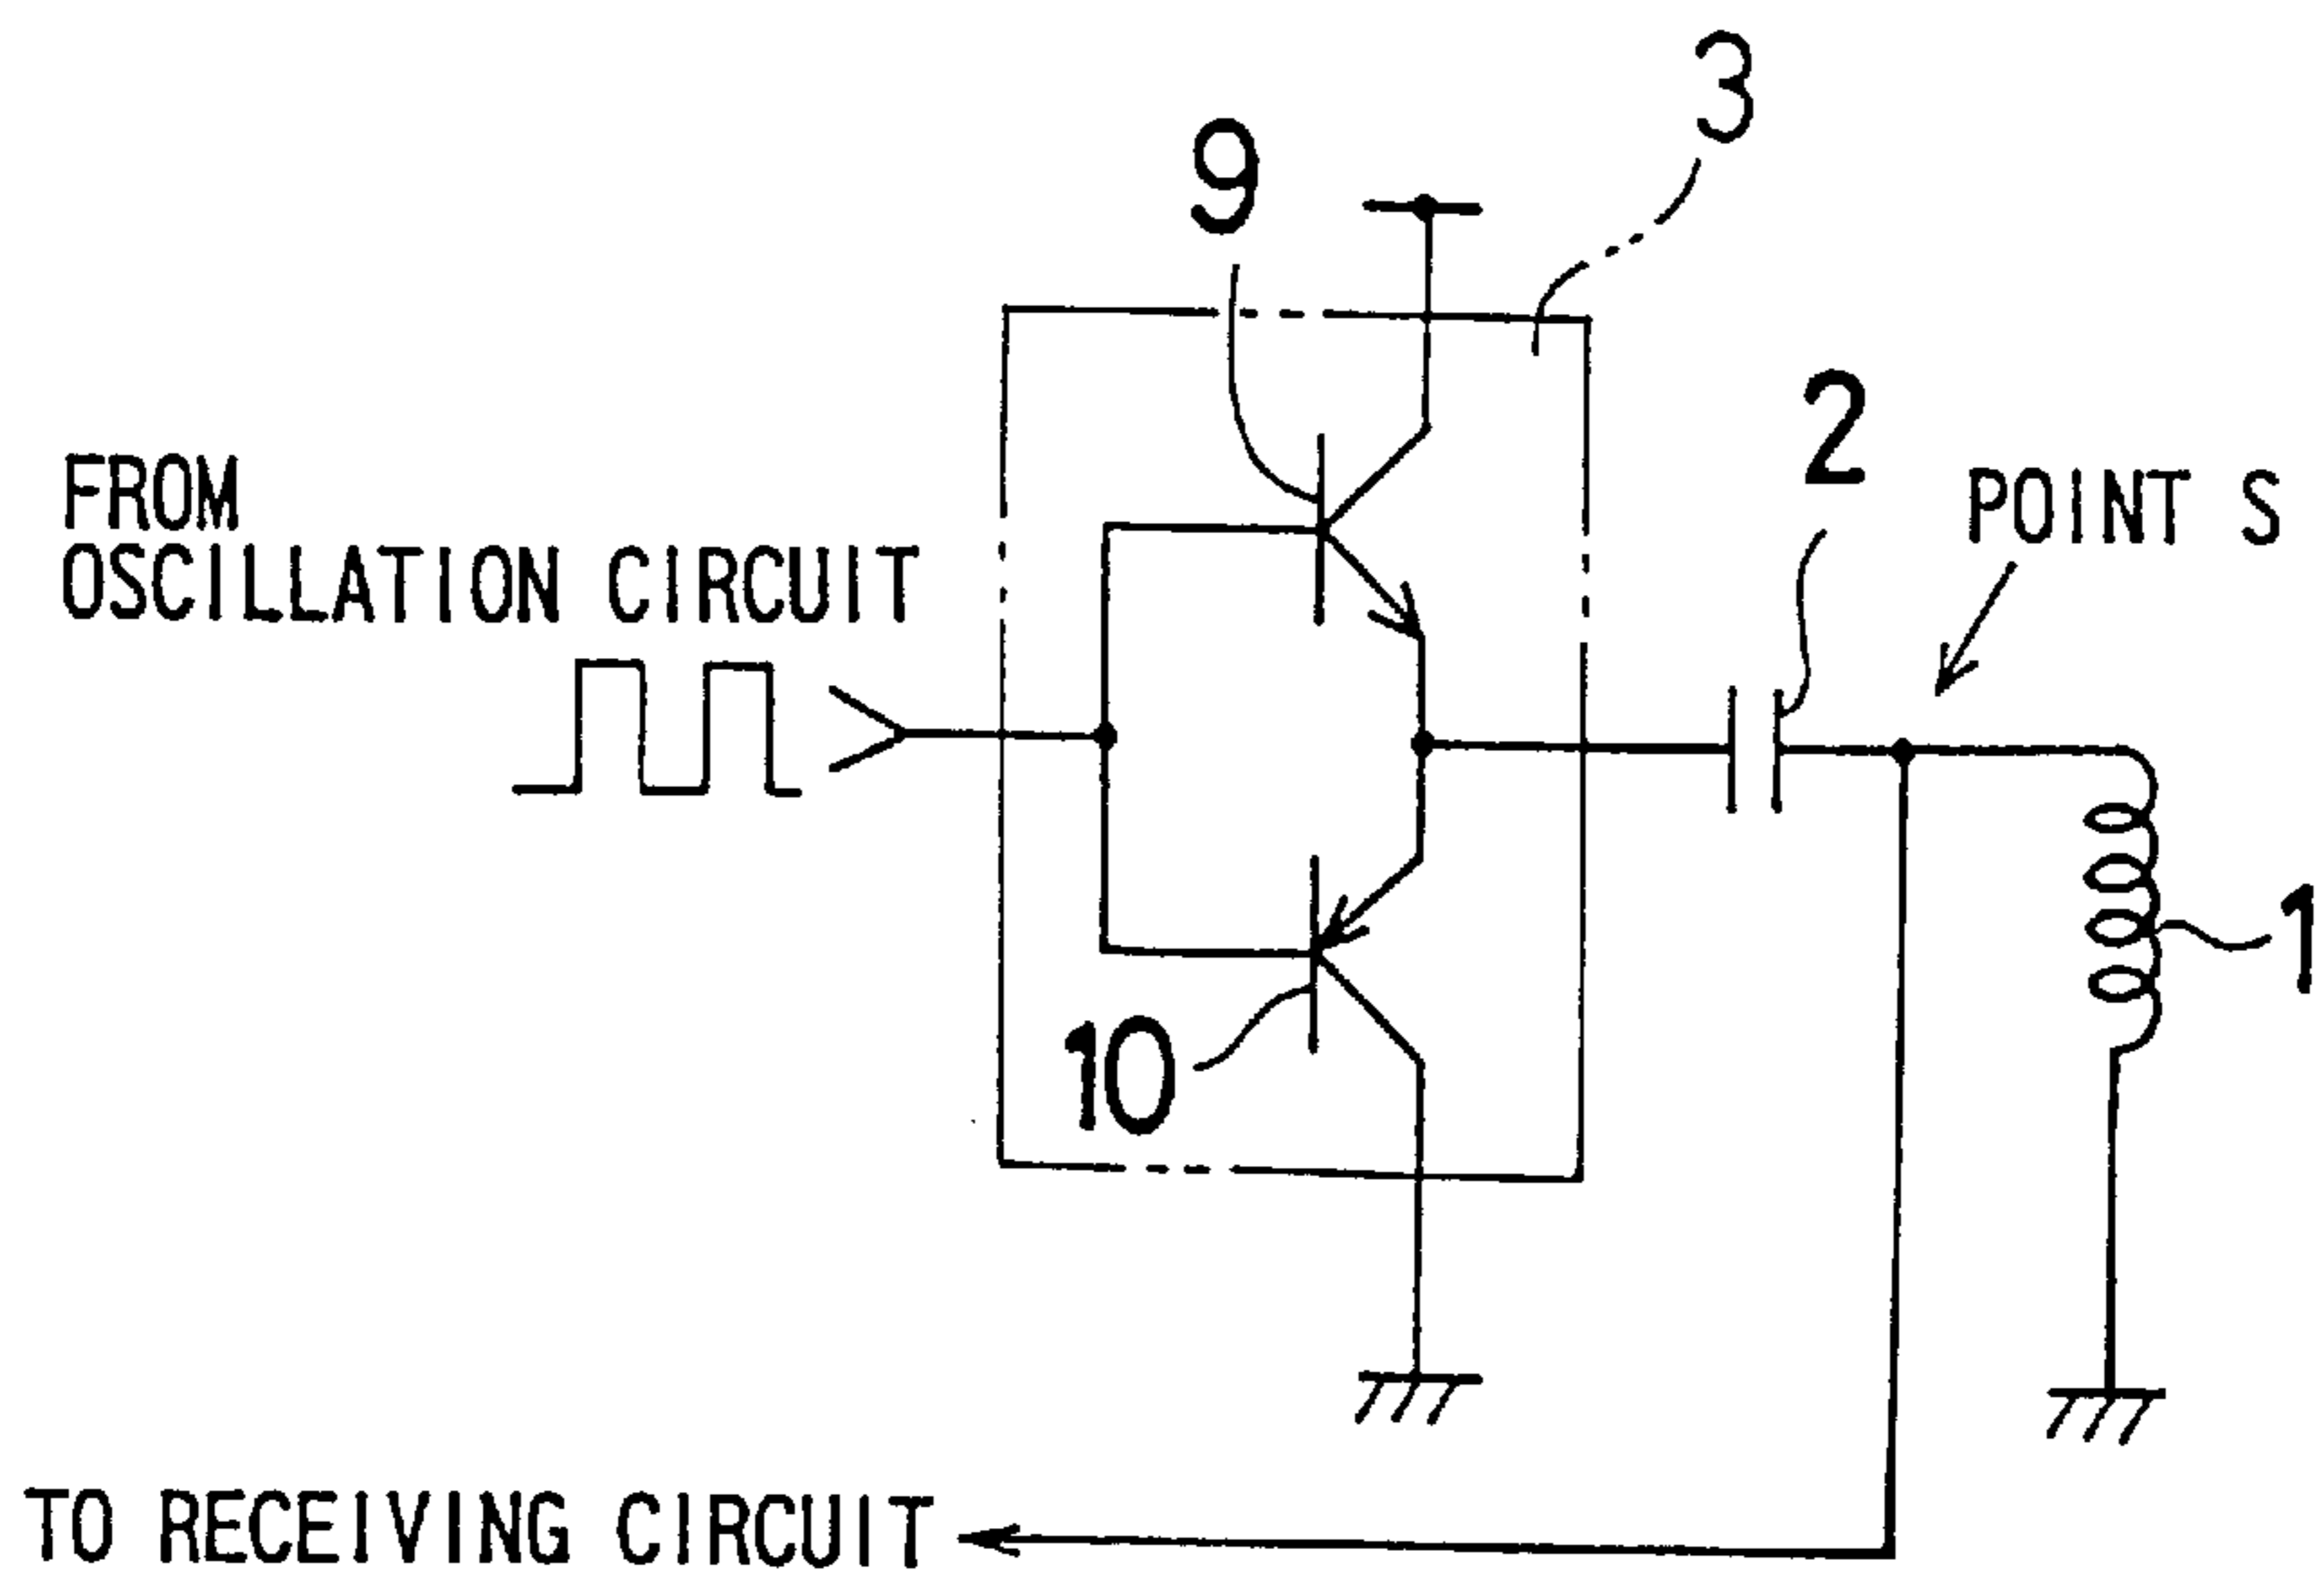 3
9
2
POINT S
FROM
OSCILLATION CIRCUIT
1
10
TO RECEIVING CIRCUIT